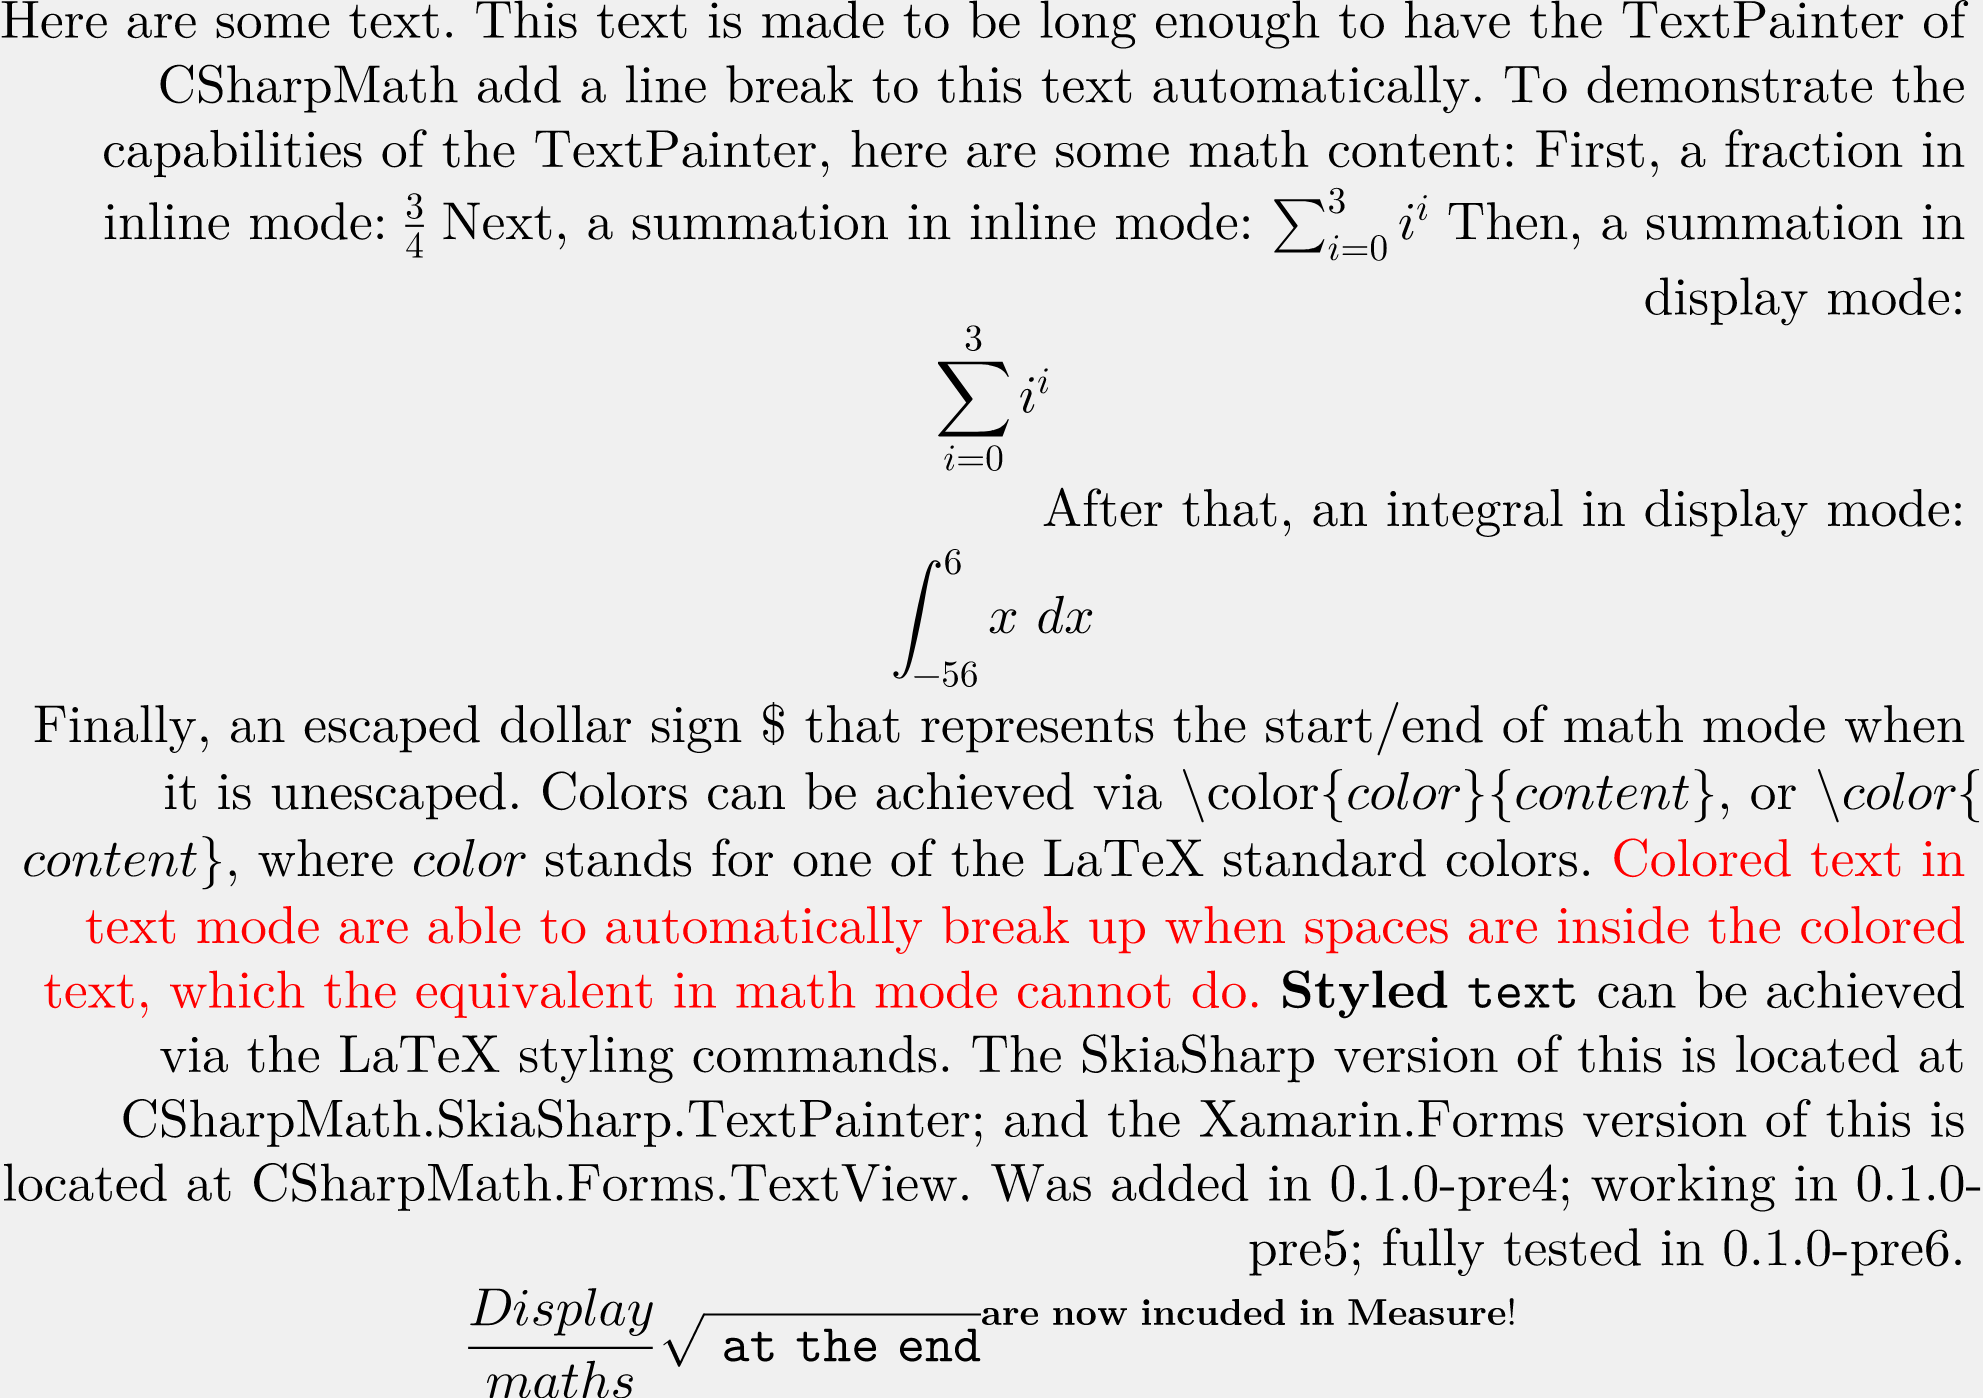 Here are some text. This text is made to be long enough to have the TextPainter of
CSharpMath add a line break to this text automatically. To demonstrate the
capabilities of the TextPainter, here are some math content: First, a fraction in
inline mode: $\frac{3}{4}$ Next, a summation in inline mode: $\sum_{i=0}^{3} i^i$ Then, a summation in
display mode:
$$\sum_{i=0}^{3} i^i$$
After that, an integral in display mode:
$$\int_{-56}^{6} x \ dx$$
Finally, an escaped dollar sign $ that represents the start/end of math mode when
it is unescaped. Colors can be achieved via \color{color}{content}, or \color{
content}, where color stands for one of the LaTeX standard colors. Colored text in
text mode are able to automatically break up when spaces are inside the colored
text, which the equivalent in math mode cannot do. Styled text can be achieved
via the LaTeX styling commands. The SkiaSharp version of this is located at
CSharpMath.SkiaSharp.TextPainter; and the Xamarin.Forms version of this is
located at CSharpMath.Forms.TextView. Was added in 0.1.0-pre4; working in 0.1.0-
pre5; fully tested in 0.1.0-pre6.
$$\frac{Display}{maths} \sqrt{\texttt{at the end}}^{\textbf{are now incuded in Measure}!}$$